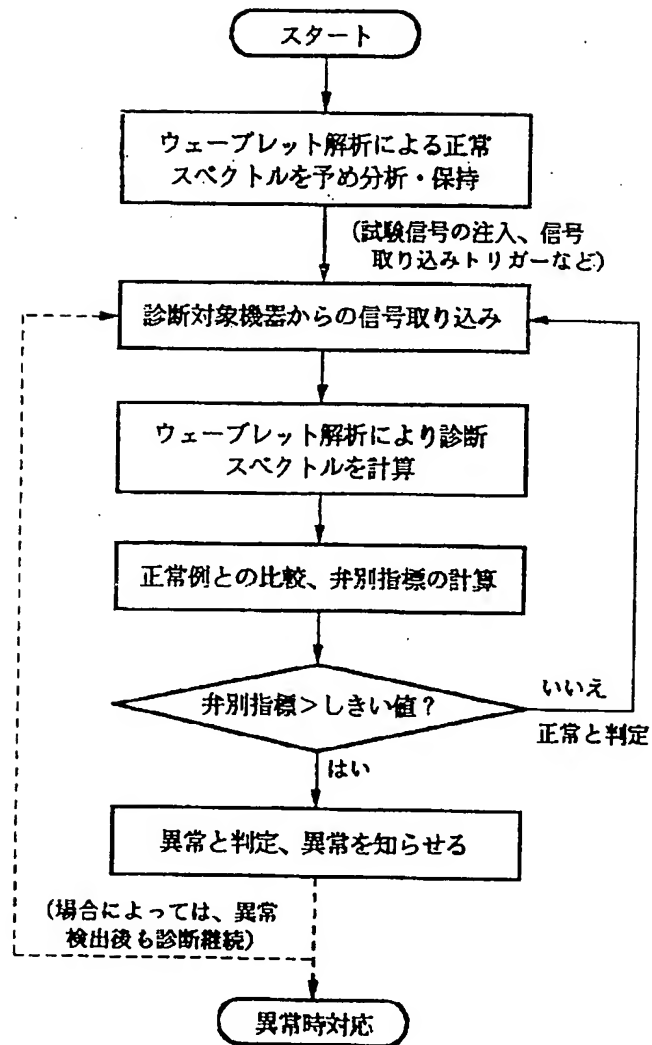 スタート
ウェーブレット解析による正常
スペクトルを予め分析・保持
(試験信号の注入、信号
取り込みトリガーなど)
診断対象機器からの信号取り込み
ウェーブレット解析により診断
スペクトルを計算
正常例との比較、弁別指標の計算
弁別指標>しきい値?
いいえ
正常と判定
はい
異常と判定、異常を知らせる
(場合によっては、異常
検出後も診断継続)
異常時対応